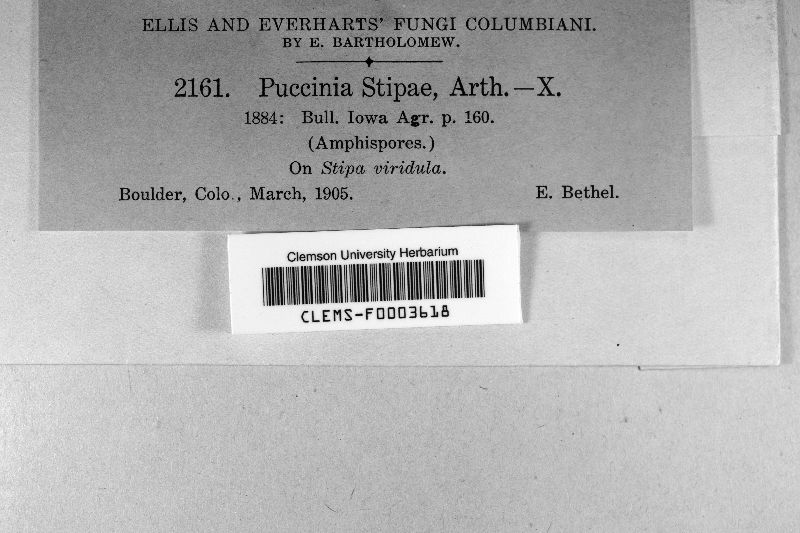 ELLIS AND EVERHARTS' FUNGI COLUMBIANI.
BY E. BARTHOLOMEW.
2161. Puccinia Stipae, Arth.—X.
1884: Bull. Iowa Agr. p. 160.
(Amphispores.)
On Stipa viridula.
Boulder, Colo., March, 1905. E. Bethel.
Clemson University Herbarium
CLEMS-F0003618